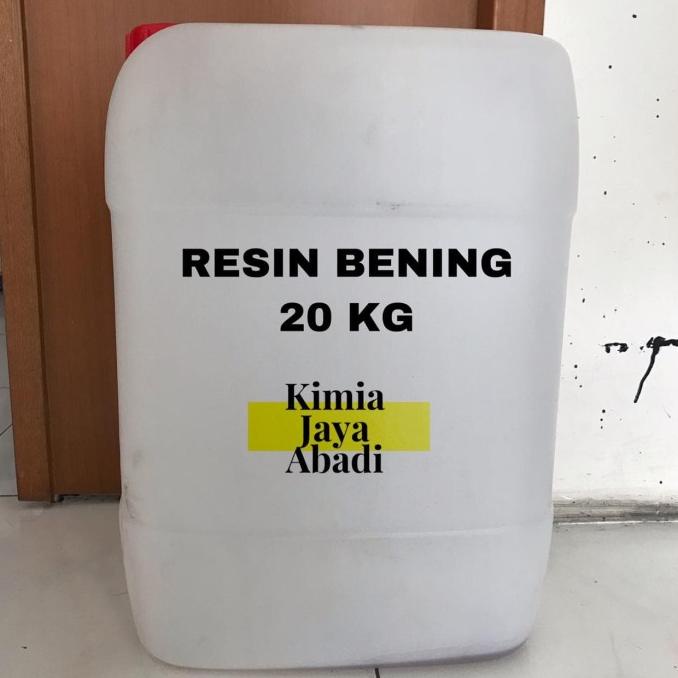 RESIN BENING
20 KG
Kimia
Jaya
Abadi